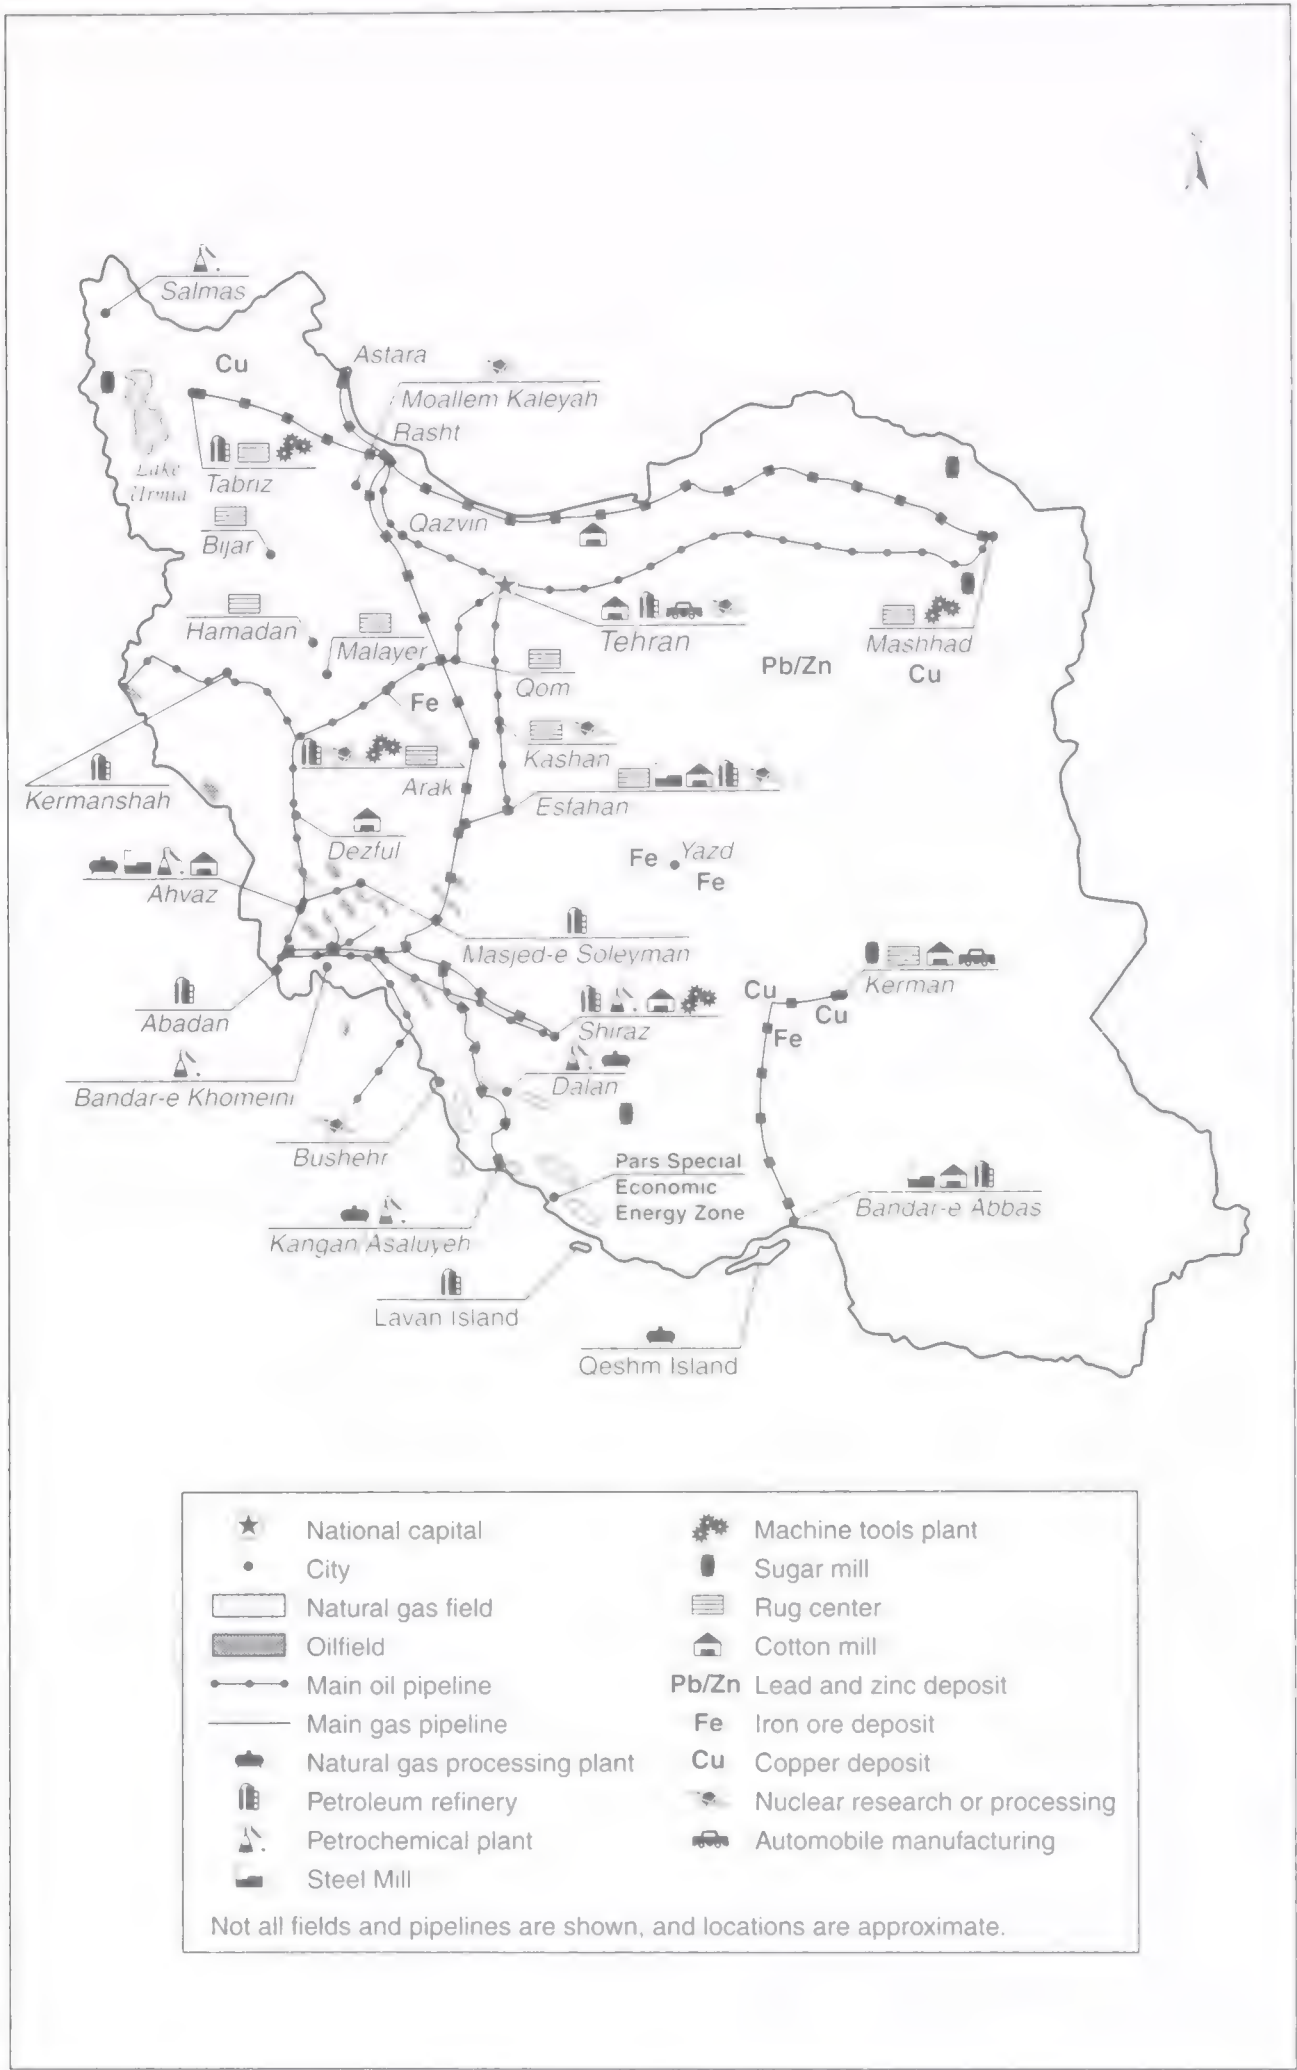 Salmas
Cu
Astara
Moallem Kaleyah
Rasht
Lake
Urmia
Tabriz
Qazvin
Bijar
Hamadan
Malayer
Tehran
Mashhad
Pb/Zn
Cu
Qom
Fe
Kashan
Arak
Kermanshah
Esfahan
Dezful
Fe
Yazd
Fe
Ahvaz
Masjed-e Soleyman
Kerman
Cu
Cu
Abadan
Shiraz
Fe
Bandar-e Khomeini
Dalan
Bushehr
Pars Special
Economic
Energy Zone
Bandar-e Abbas
Kangan Asaluyeh
Lavan Island
Qeshm Island
National capital
City
Natural gas field
Oilfield
Main oil pipeline
Main gas pipeline
Natural gas processing plant
Petroleum refinery
Petrochemical plant
Steel Mill
Machine tools plant
Sugar mill
Rug center
Cotton mill
Pb/Zn Lead and zinc deposit
Fe Iron ore deposit
Cu Copper deposit
Nuclear research or processing
Automobile manufacturing
Not all fields and pipelines are shown, and locations are approximate.